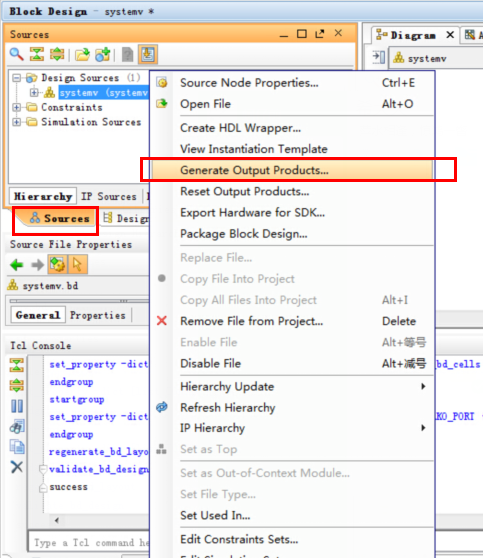 Block Design - systemv *
Sources
Diagram
systemv
Design Sources (1)
systemv (systemv
Constraints
Simulation Sources
Source Node Properties... Ctrl+E
Open File Alt+O
Create HDL Wrapper...
View Instantiation Template
Generate Output Products...
Reset Output Products...
Export Hardware for SDK...
Package Block Design...
Replace File...
Copy File Into Project
Copy All Files Into Project Alt+I
Remove File from Project... Delete
Enable File Alt+等号
Disable File Alt+减号
Hierarchy Update
Refresh Hierarchy
IP Hierarchy
Set as Top
Set as Out-of-Context Module...
Set File Type...
Set Used In...
Edit Constraints Sets...
Hierarchy IP Sources
Sources Design
Source File Properties
systemv.bd
General Properties
Tcl Console
set_property -dict bd_cells
endgroup
startgroup
set_property -dict KO_PORT
endgroup
regenerate_bd_layo
validate_bd_design
success
Type a Tcl command he